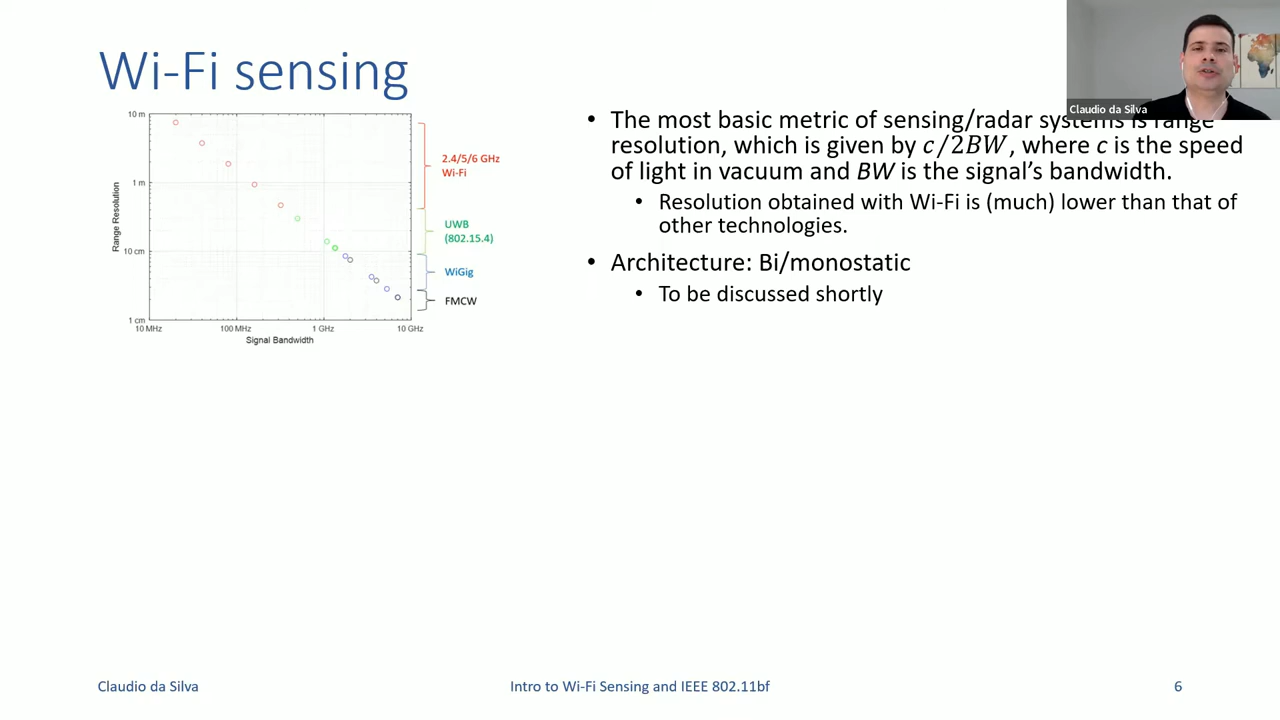 Wi-Fi sensing
Claudio da Silva
10 m
1 m
10 cm
1 cm
Range Resolution
10 MHz
100 MHz
1 GHz
10 GHz
Signal Bandwidth
2.4/5/6 GHz
Wi-Fi
UWB
(802.15.4)
WiGig
FMCW
• The most basic metric of sensing/radar systems is range
resolution, which is given by c/2BW, where c is the speed
of light in vacuum and BW is the signal's bandwidth.
• Resolution obtained with Wi-Fi is (much) lower than that of
other technologies.
• Architecture: Bi/monostatic
• To be discussed shortly
Claudio da Silva
Intro to Wi-Fi Sensing and IEEE 802.11bf
6